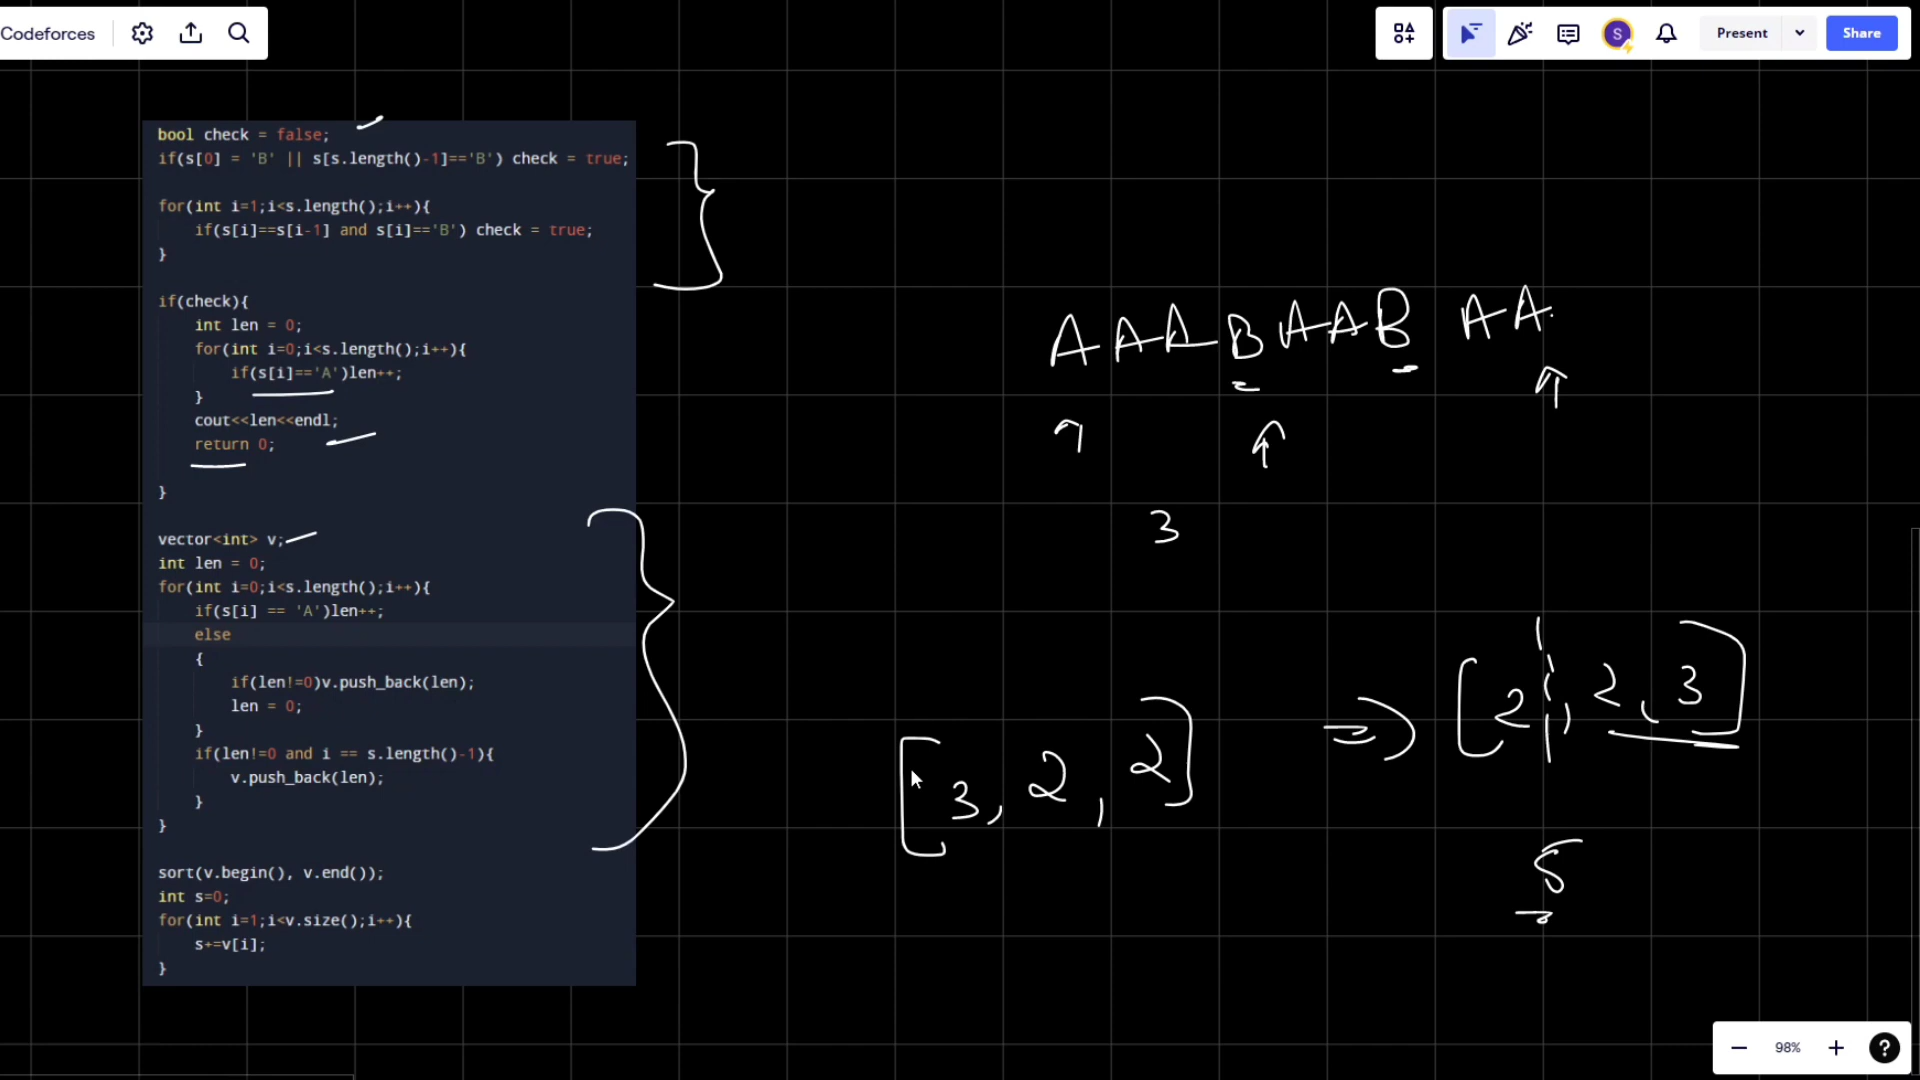 Codeforces
S
Present
Share
bool check = false;
if(s[0] = 'B' || s[s.length()-1]=='B') check = true;
for(int i=1;i<s.length();i++){
if(s[i]==s[i-1] and s[i]=='B') check = true;
}
if(check){
int len = 0;
for(int i=0;i<s.length();i++){
if(s[i]=='A')len++;
}
cout<<len<<endl;
return 0;
}
vector<int> v;
int len = 0;
for(int i=0;i<s.length();i++){
if(s[i] == 'A')len++;
else
{
if(len!=0)v.push_back(len);
len = 0;
}
if(len!=0 and i == s.length()-1){
v.push_back(len);
}
}
sort(v.begin(), v.end());
int s=0;
for(int i=1;i<v.size();i++){
s+=v[i];
}
A A A B A A B A A
3
[3, 2, 2] => [2, 2, 3]
5
98%
?